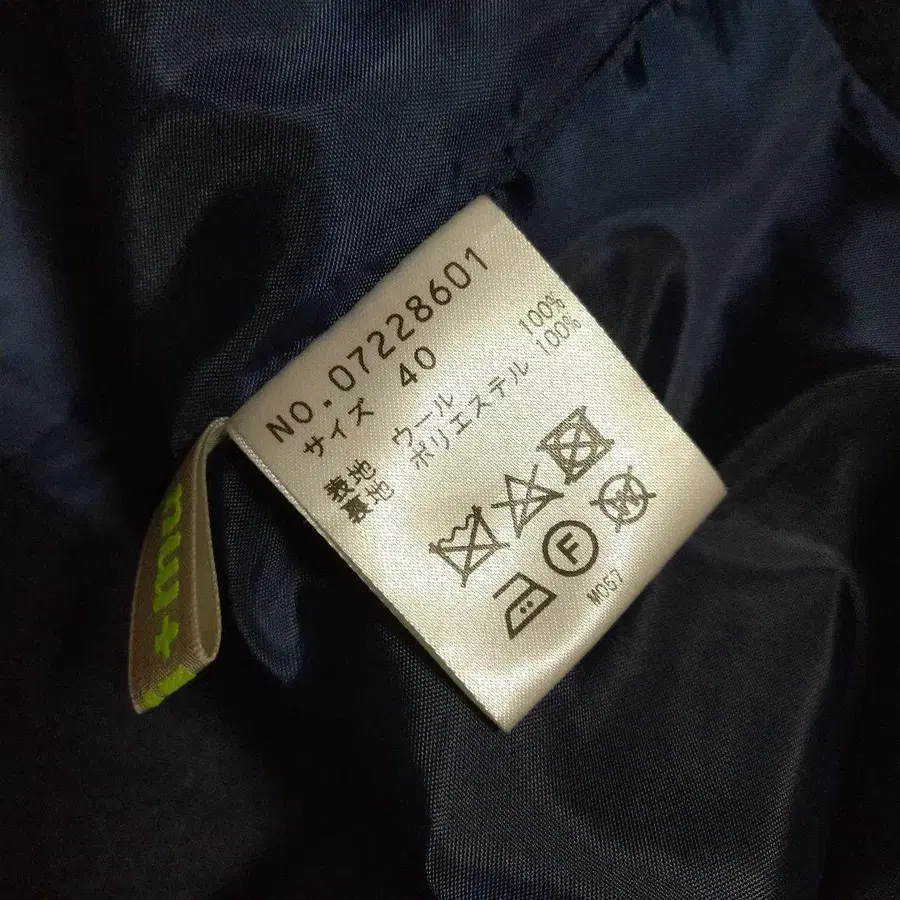 NO.07228601
サイズ 40
表地 ウール 100%
裏地 ポリエステル 100%
F
W
M057
+mu